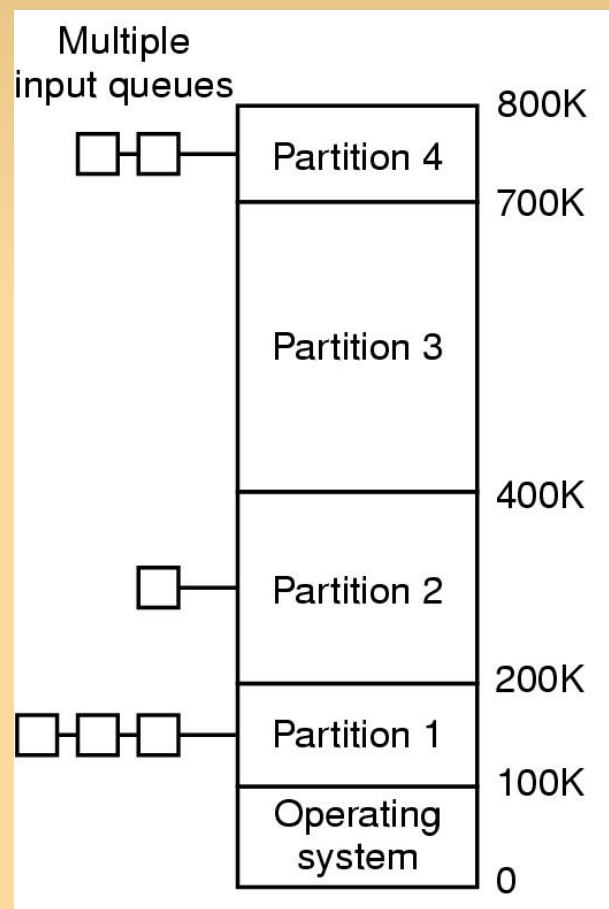 Multiple
input queues
800K
Partition 4
700K
Partition 3
400K
Partition 2
200K
Partition 1
100K
Operating
system
0